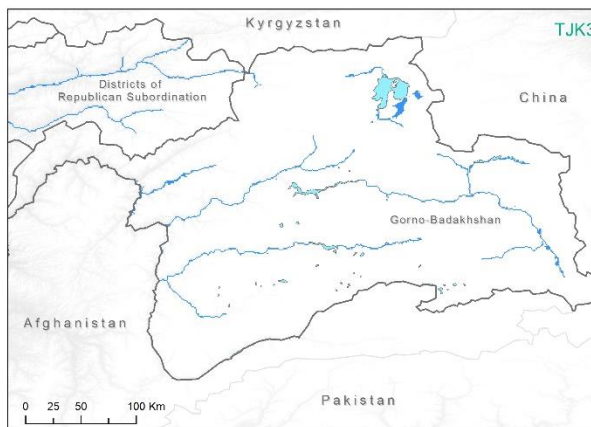 Kyrgyzstan
TJK3
Districts of
Republican Subordination
China
Gorno-Badakhshan
Afghanistan
Pakistan
0 25 50 100 Km